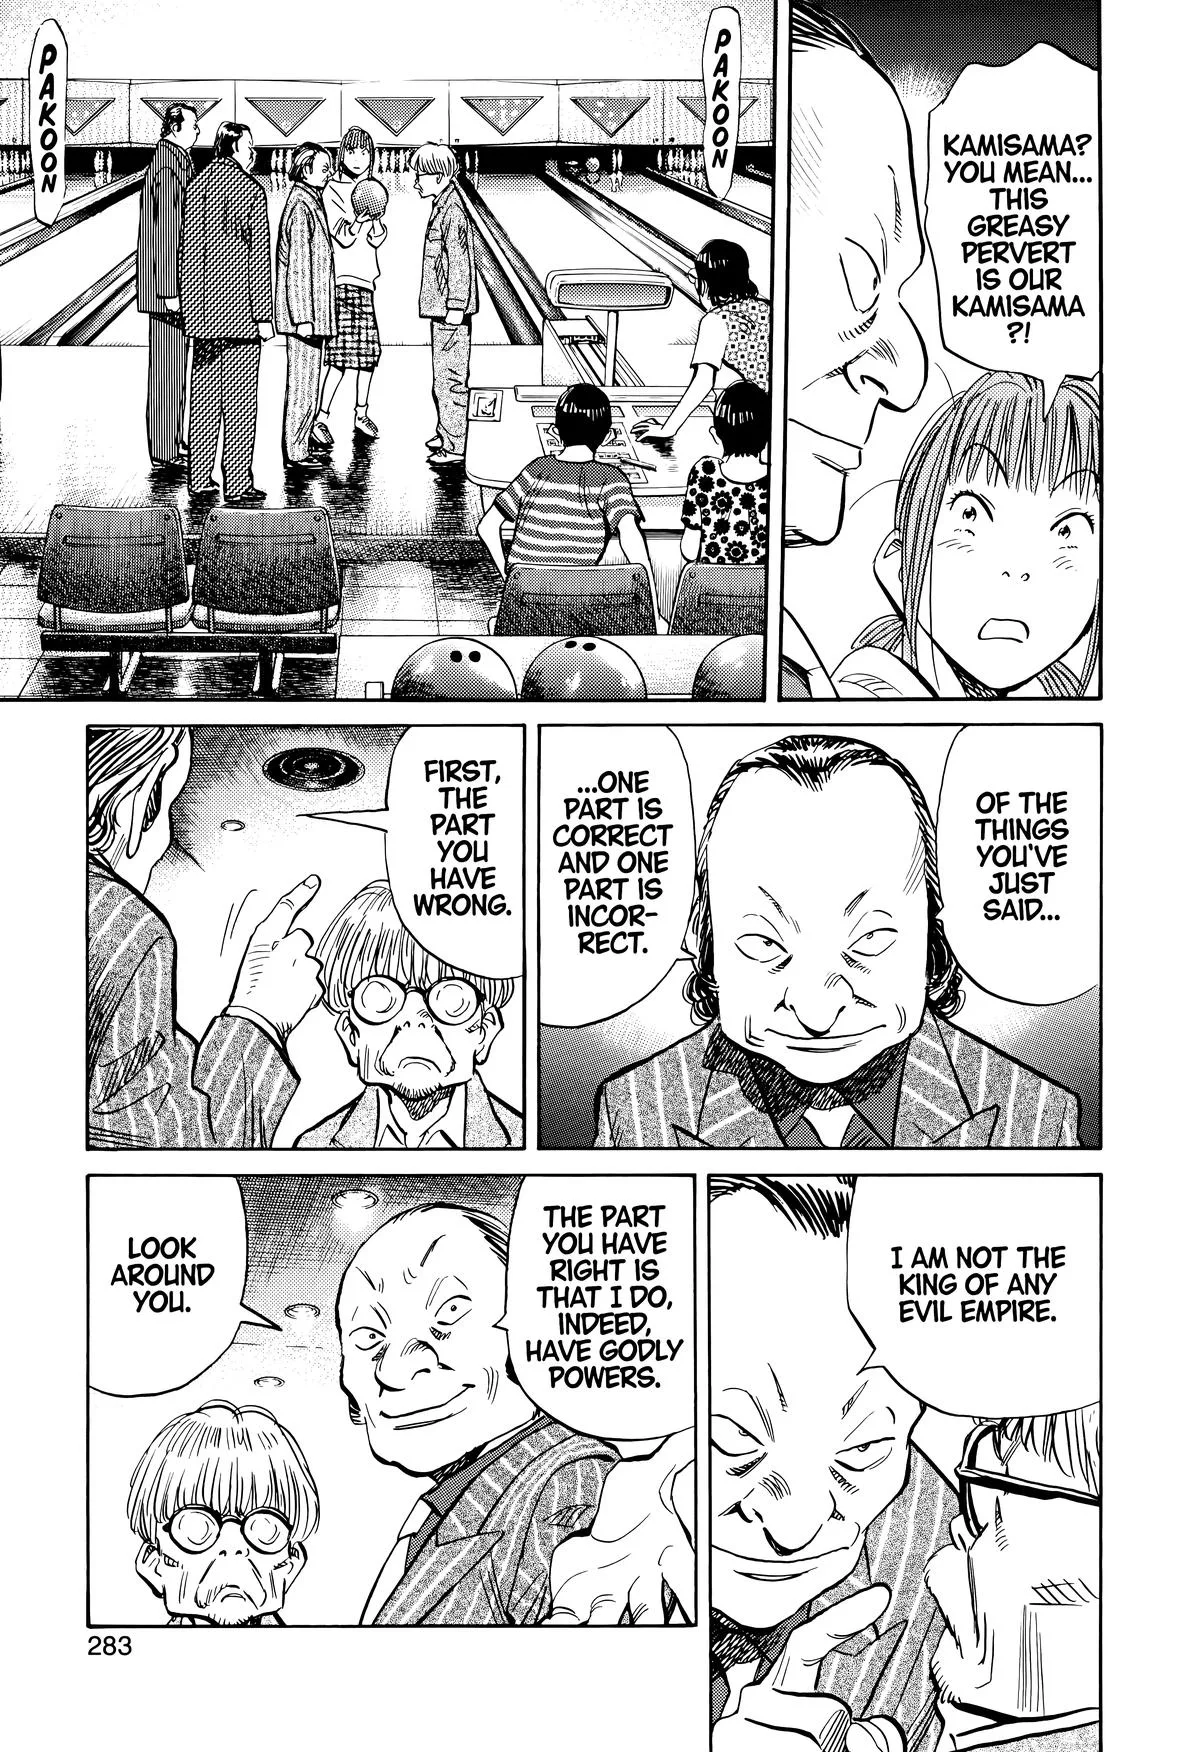 KAMISAMA?
YOU MEAN...
THIS
GREASY
PERVERT
IS OUR
KAMISAMA
?!
PAKOON
PAKOON
OF THE
THINGS
YOU'VE
JUST
SAID...
...ONE
PART IS
CORRECT
AND ONE
PART IS
INCOR-
RECT.
FIRST,
THE
PART
YOU
HAVE
WRONG.
I AM NOT THE
KING OF ANY
EVIL EMPIRE.
THE PART
YOU HAVE
RIGHT IS
THAT I DO,
INDEED,
HAVE GODLY
POWERS.
LOOK
AROUND
YOU.
283